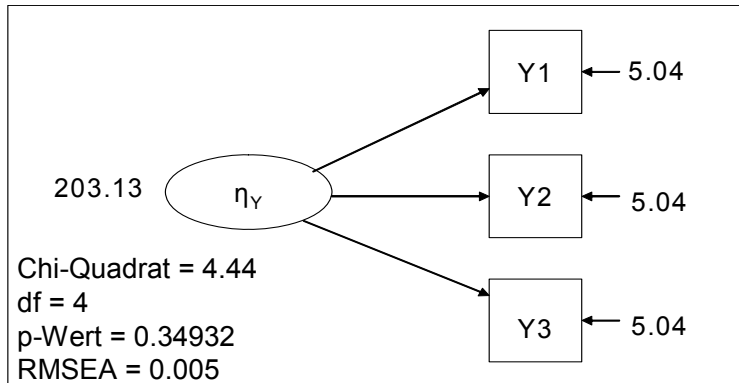 Y1
5.04
203.13
ηY
Y2
5.04
Chi-Quadrat = 4.44
df = 4
p-Wert = 0.34932
RMSEA = 0.005
Y3
5.04